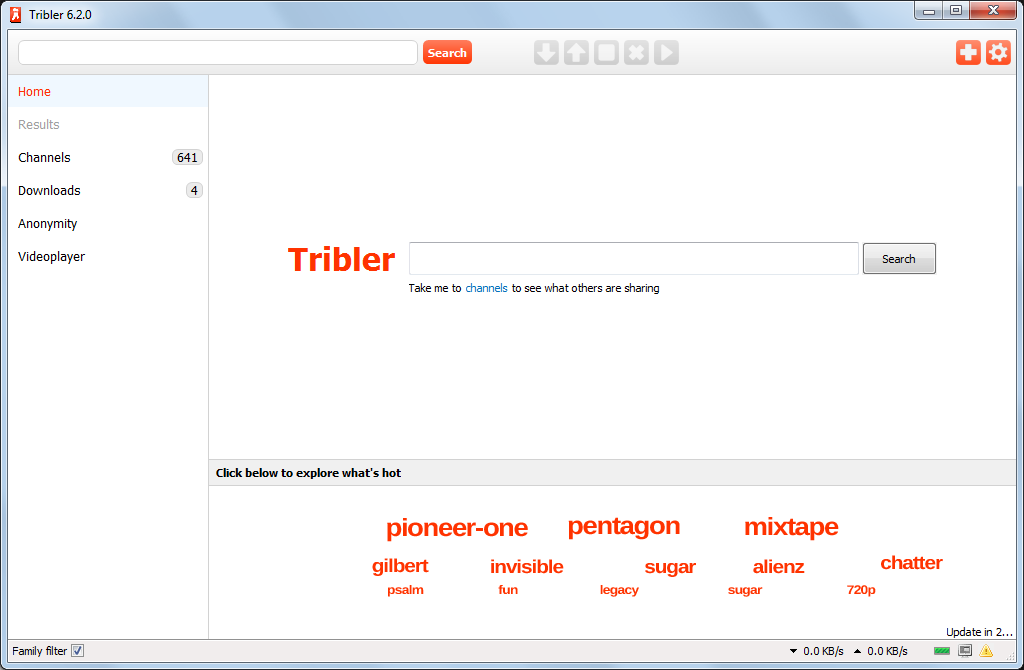 Tribler 6.2.0
Search
Home
Results
Channels 641
Downloads 4
Anonymity
Videoplayer
Tribler Search
Take me to channels to see what others are sharing
Click below to explore what's hot
pioneer-one pentagon mixtape
gilbert invisible sugar alienz chatter
psalm fun legacy sugar 720p
Update in 2...
Family filter 0.0 KB/s 0.0 KB/s